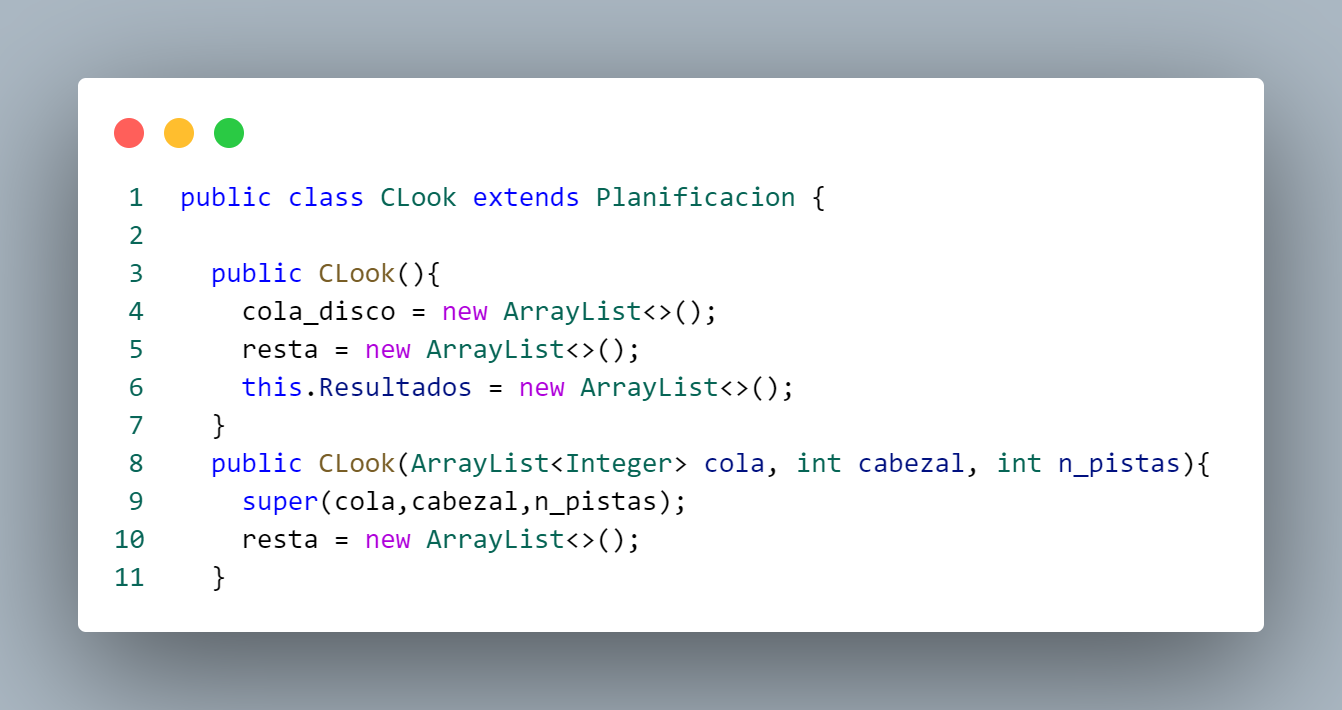 1 public class CLook extends Planificacion {
2
3   public CLook(){
4     cola_disco = new ArrayList<>();
5     resta = new ArrayList<>();
6     this.Resultados = new ArrayList<>();
7   }
8   public CLook(ArrayList<Integer> cola, int cabezal, int n_pistas){
9     super(cola,cabezal,n_pistas);
10     resta = new ArrayList<>();
11   }